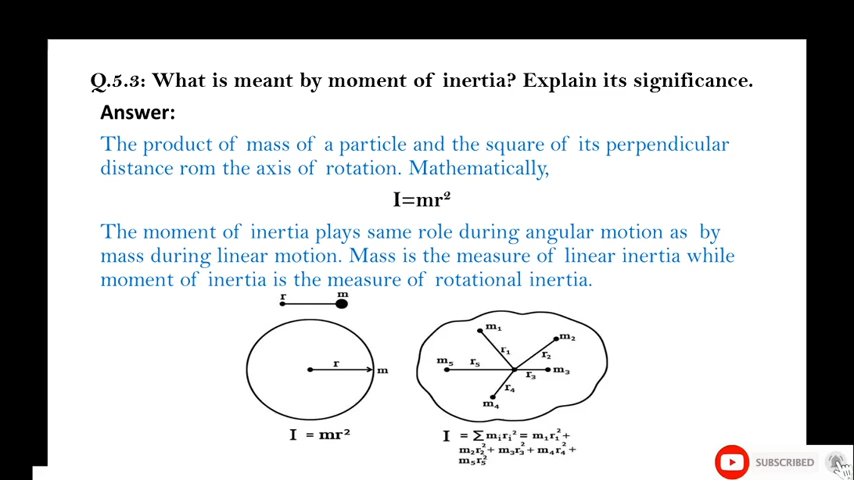 Q.5.3: What is meant by moment of inertia? Explain its significance.
Answer:
The product of mass of a particle and the square of its perpendicular
distance rom the axis of rotation. Mathematically,
I=mr²
The moment of inertia plays same role during angular motion as by
mass during linear motion. Mass is the measure of linear inertia while
moment of inertia is the measure of rotational inertia.
r m
r m
I = mr²
m₁
m₂
r₁
r₂
m₅ r₅
r₃ m₃
r₄
m₄
I = ∑ mᵢrᵢ² = m₁r₁² +
m₂r₂² + m₃r₃² + m₄r₄² +
m₅r₅²
SUBSCRIBED